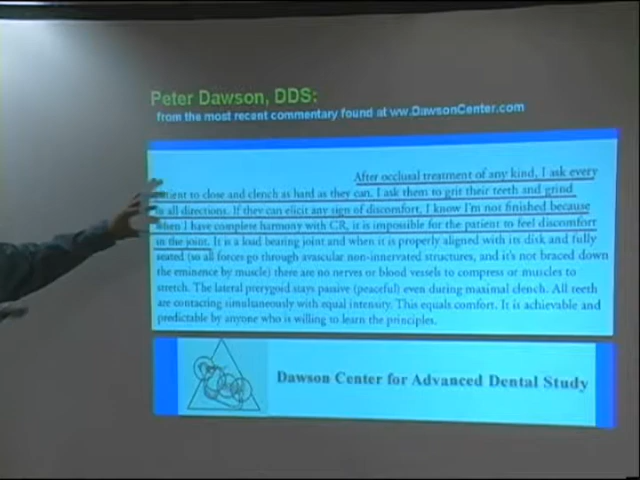 Peter Dawson, DDS:
from the most recent commentary found at ww.DawsonCenter.com
After occlusal treatment of any kind, I ask every
patient to close and clench as hard as they can. I ask them to grit their teeth and grind
in all directions. If they can elicit any sign of discomfort, I know I'm not finished because
when I have complete harmony with CR, it is impossible for the patient to feel discomfort
in the joint. It is a load bearing joint and when it is properly aligned with its disk and fully
seated (so all forces go through avascular non-innervated structures, and it's not braced down
the eminence by muscle) there are no nerves or blood vessels to compress or muscles to
stretch. The lateral pterygoid stays passive (peaceful) even during maximal clench. All teeth
are contacting simultaneously with equal intensity. This equals comfort. It is achievable and
predictable by anyone who is willing to learn the principles.
Dawson Center for Advanced Dental Study